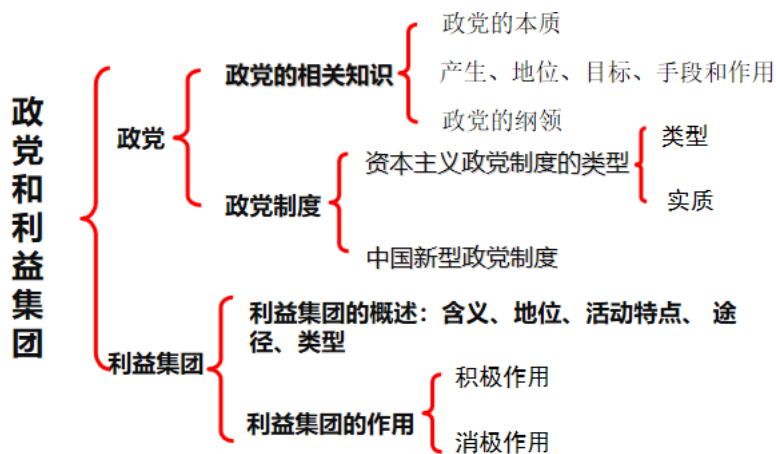 政党和利益集团
政党
政党的相关知识
政党的本质
产生、地位、目标、手段和作用
政党的纲领
政党制度
资本主义政党制度的类型
类型
实质
中国新型政党制度
利益集团
利益集团的概述：含义、地位、活动特点、 途
径、类型
利益集团的作用
积极作用
消极作用